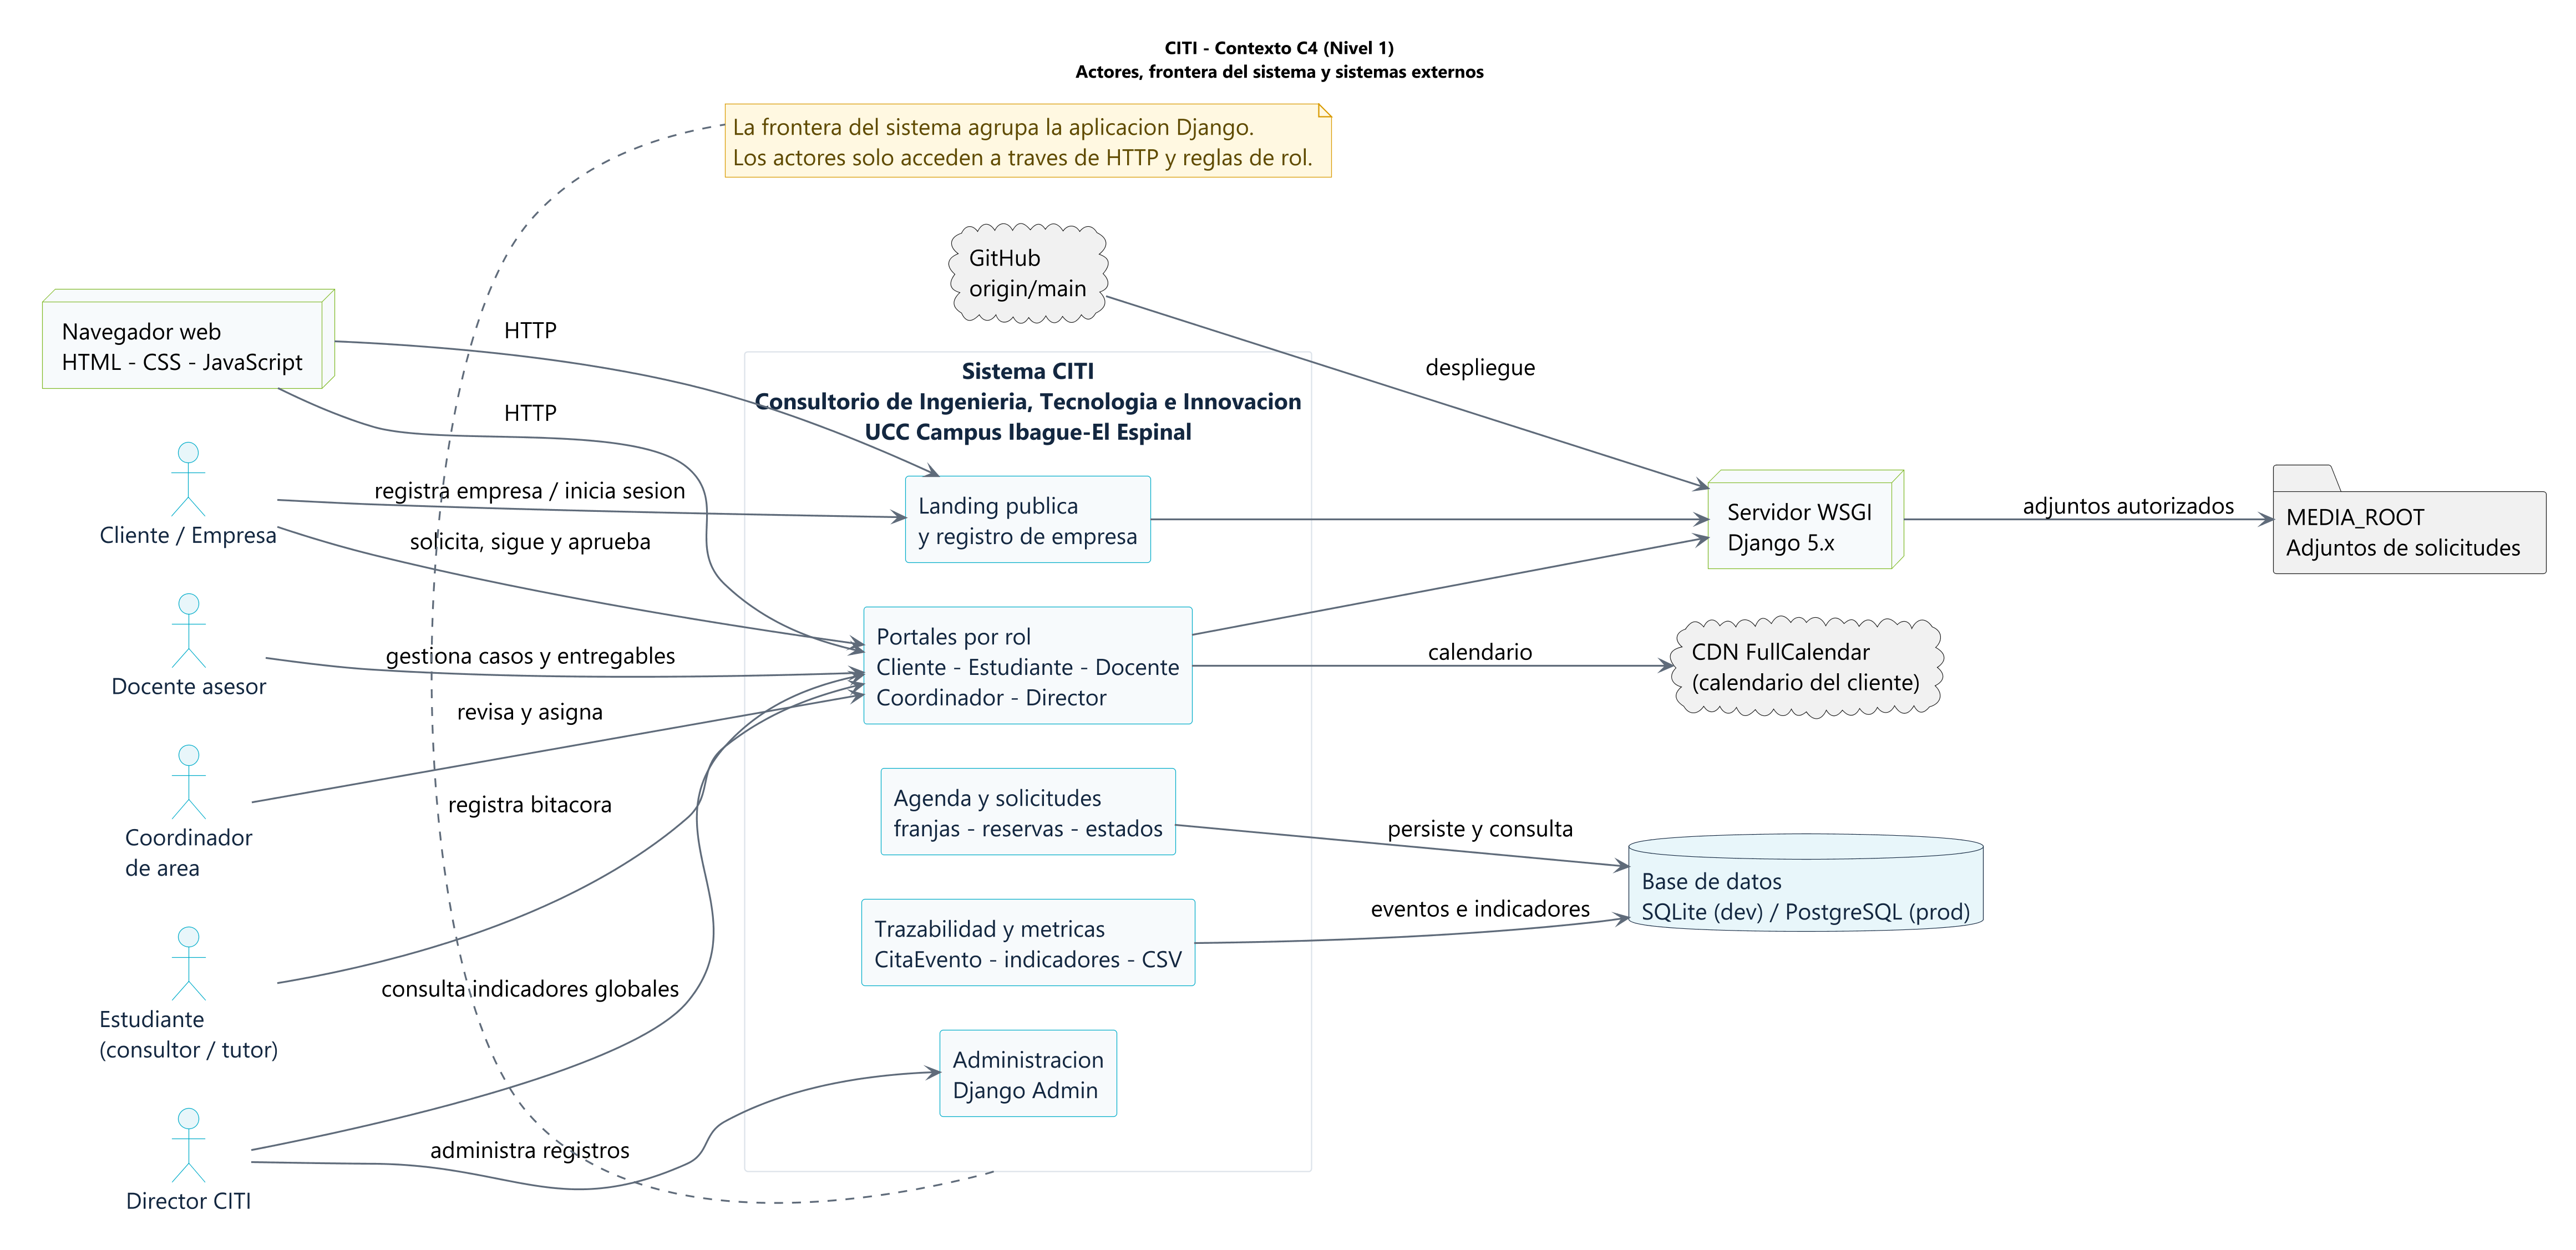 CITI - Contexto C4 (Nivel 1)
Actores, frontera del sistema y sistemas externos
La frontera del sistema agrupa la aplicacion Django.
Los actores solo acceden a traves de HTTP y reglas de rol.
GitHub
origin/main
Navegador web
HTML - CSS - JavaScript
HTTP
HTTP
despliegue
Sistema CITI
Consultorio de Ingenieria, Tecnologia e Innovacion
UCC Campus Ibague-El Espinal
Cliente / Empresa
registra empresa / inicia sesion
solicita, sigue y aprueba
Landing publica
y registro de empresa
Servidor WSGI
Django 5.x
adjuntos autorizados
MEDIA_ROOT
Adjuntos de solicitudes
Docente asesor
gestiona casos y entregables
Portales por rol
Cliente - Estudiante - Docente
Coordinador - Director
calendario
CDN FullCalendar
(calendario del cliente)
revisa y asigna
Coordinador
de area
registra bitacora
Agenda y solicitudes
franjas - reservas - estados
persiste y consulta
Base de datos
SQLite (dev) / PostgreSQL (prod)
eventos e indicadores
Trazabilidad y metricas
CitaEvento - indicadores - CSV
Estudiante
(consultor / tutor)
consulta indicadores globales
Administracion
Django Admin
administra registros
Director CITI